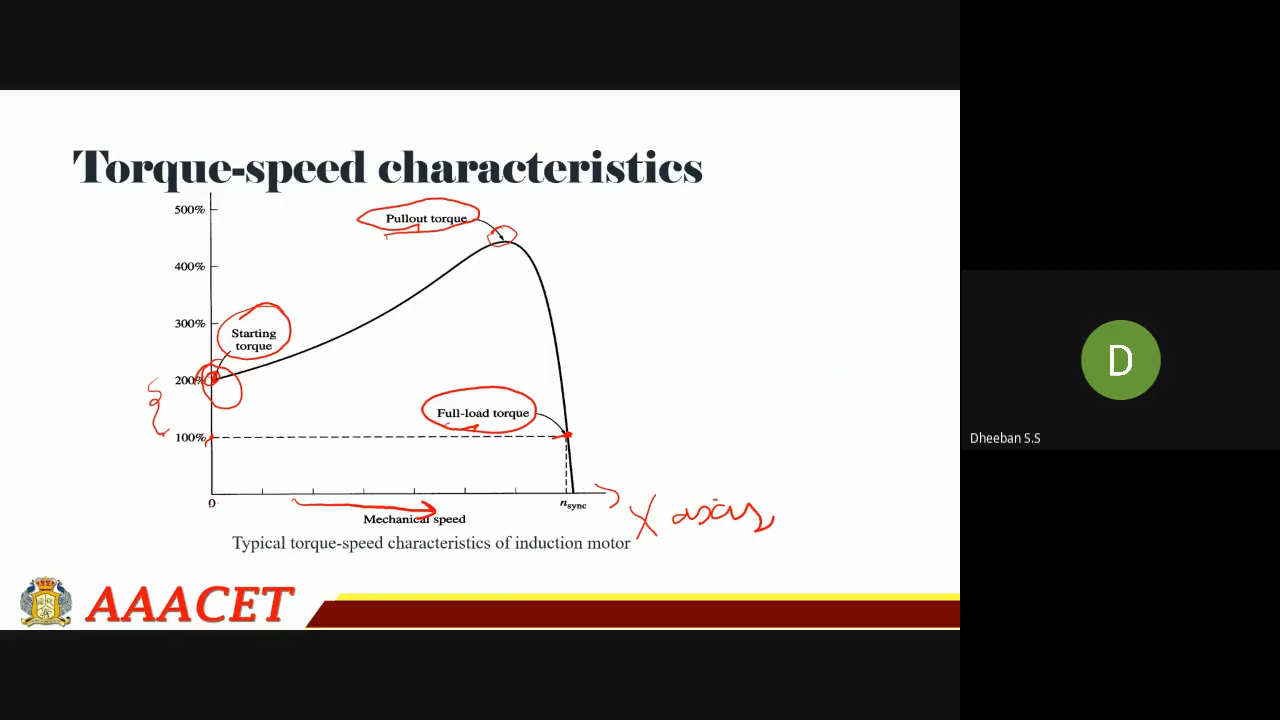 Torque-speed characteristics
500%
Pullout torque
400%
300%
Starting
torque
200%
Full-load torque
100%
0
n sync
Mechanical speed
X axis
Typical torque-speed characteristics of induction motor
AAACET
D
Dheeban S.S